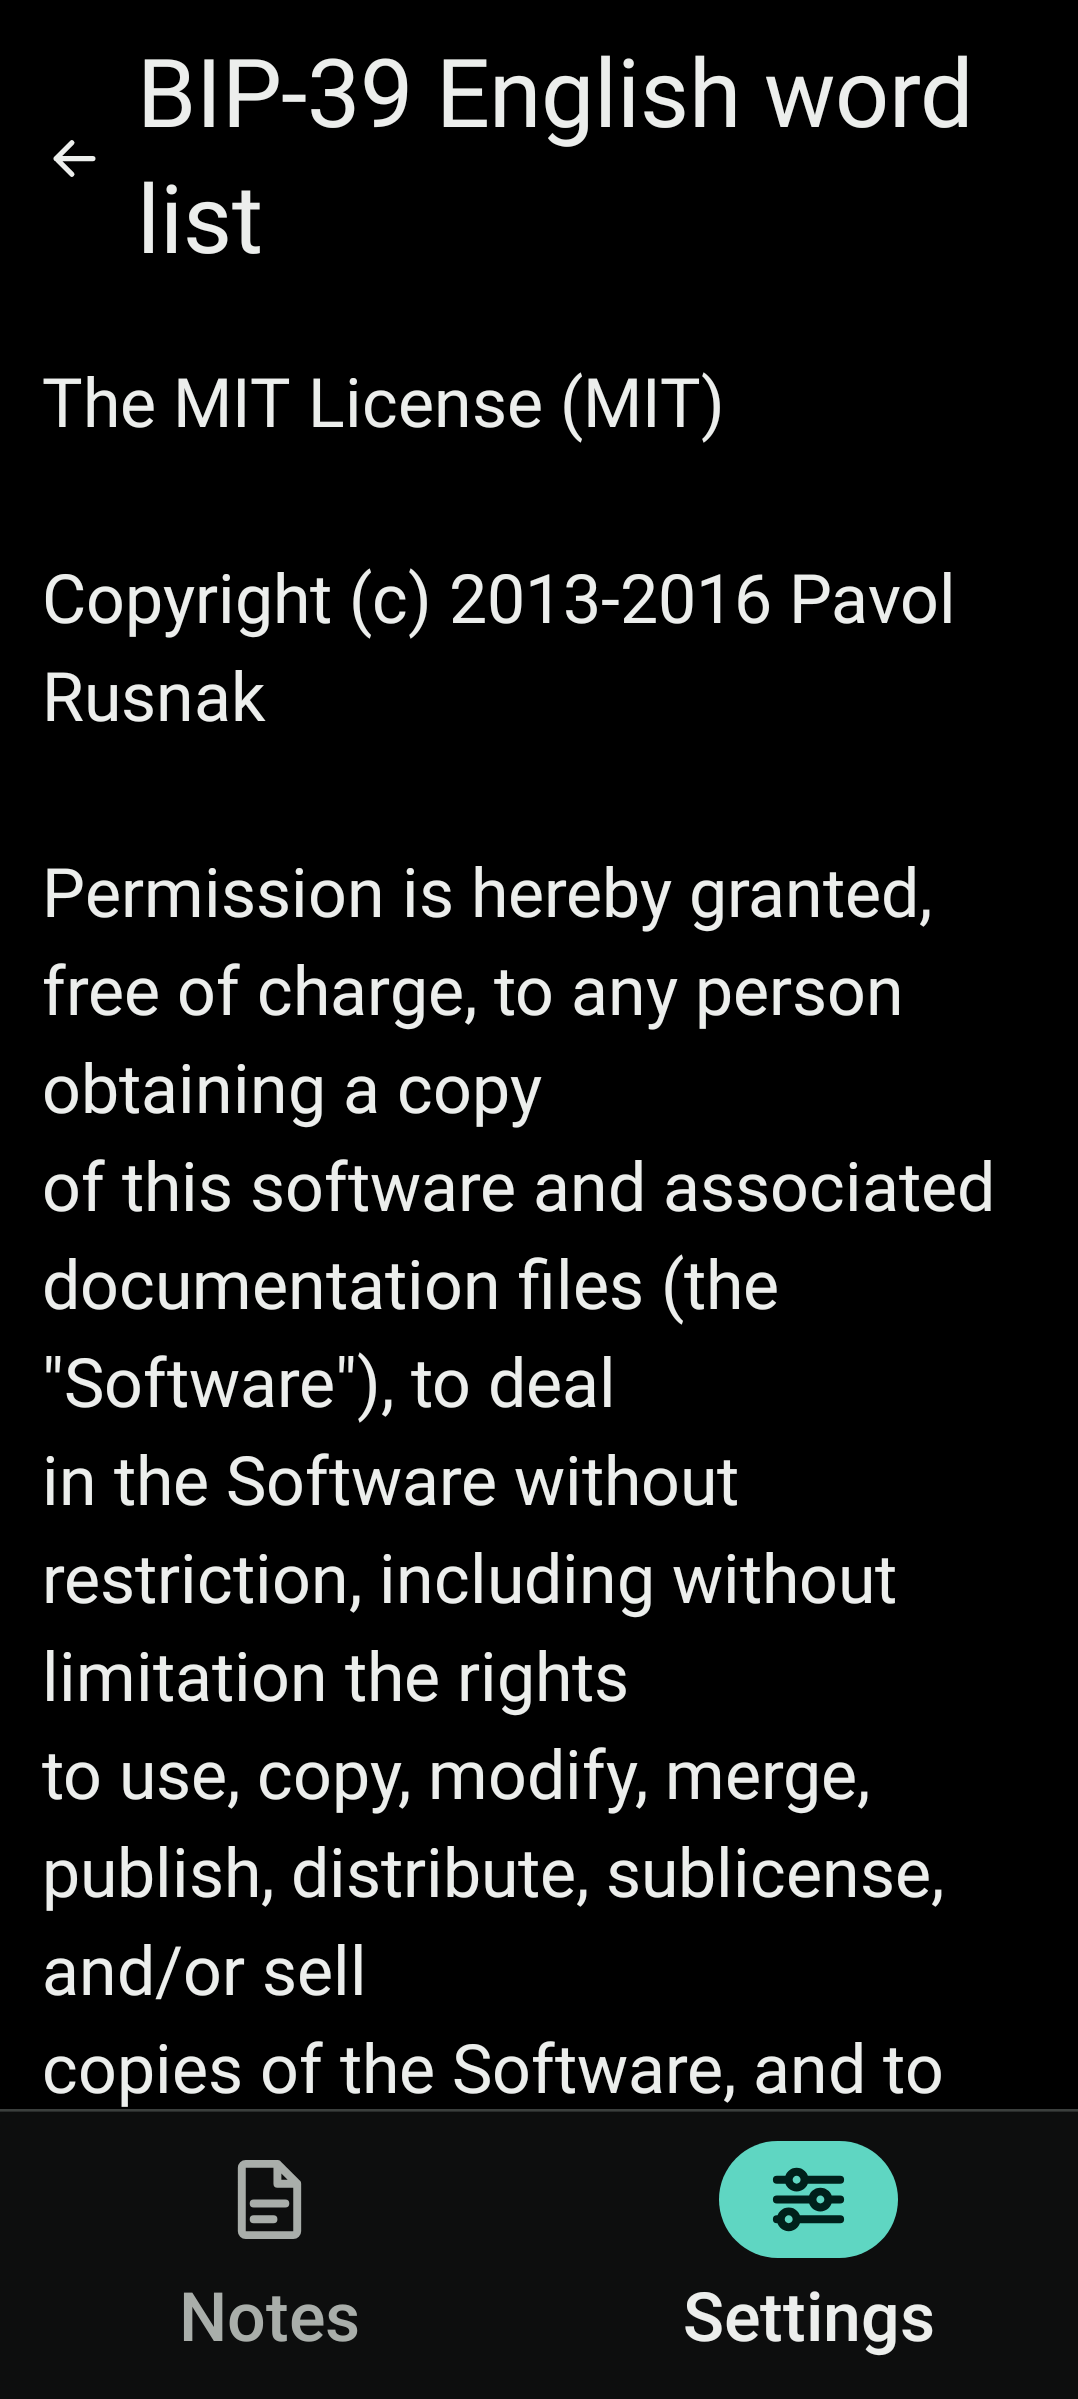 BIP-39 English word
list
The MIT License (MIT)
Copyright (c) 2013-2016 Pavol
Rusnak
Permission is hereby granted,
free of charge, to any person
obtaining a copy
of this software and associated
documentation files (the
"Software"), to deal
in the Software without
restriction, including without
limitation the rights
to use, copy, modify, merge,
publish, distribute, sublicense,
and/or sell
copies of the Software, and to
Notes
Settings